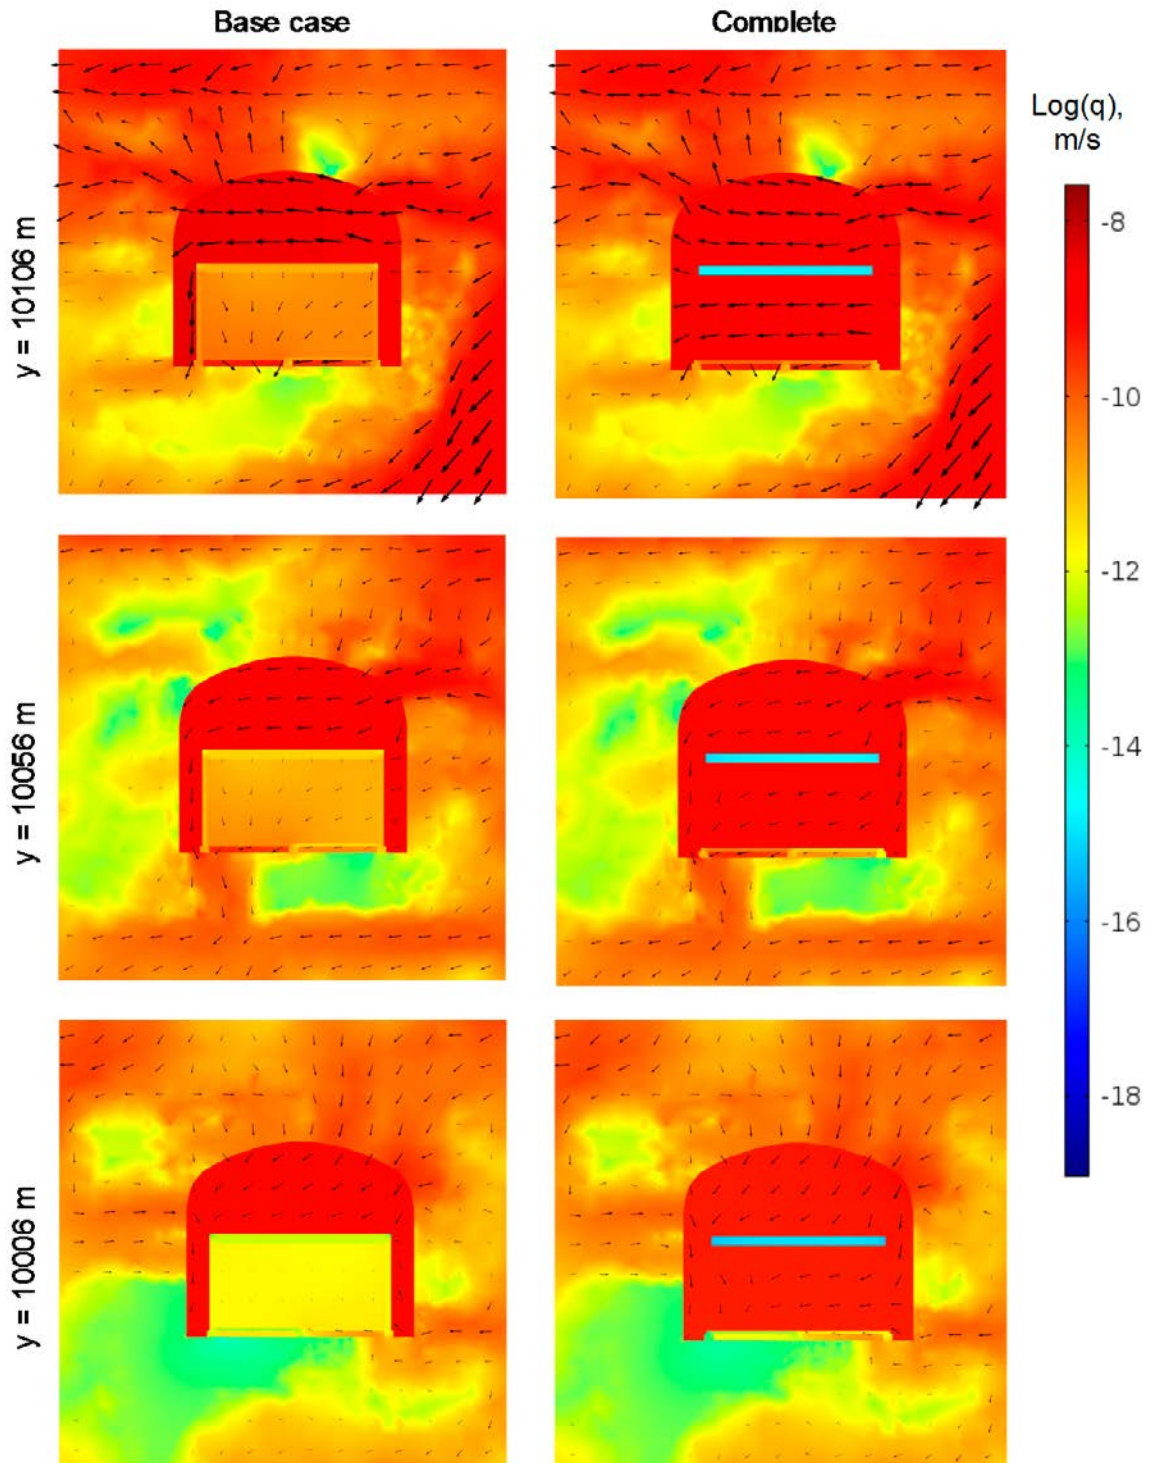 Base case
Complete
Log(q),
m/s
-8
-10
-12
-14
-16
-18
y = 10106 m
y = 10056 m
y = 10006 m